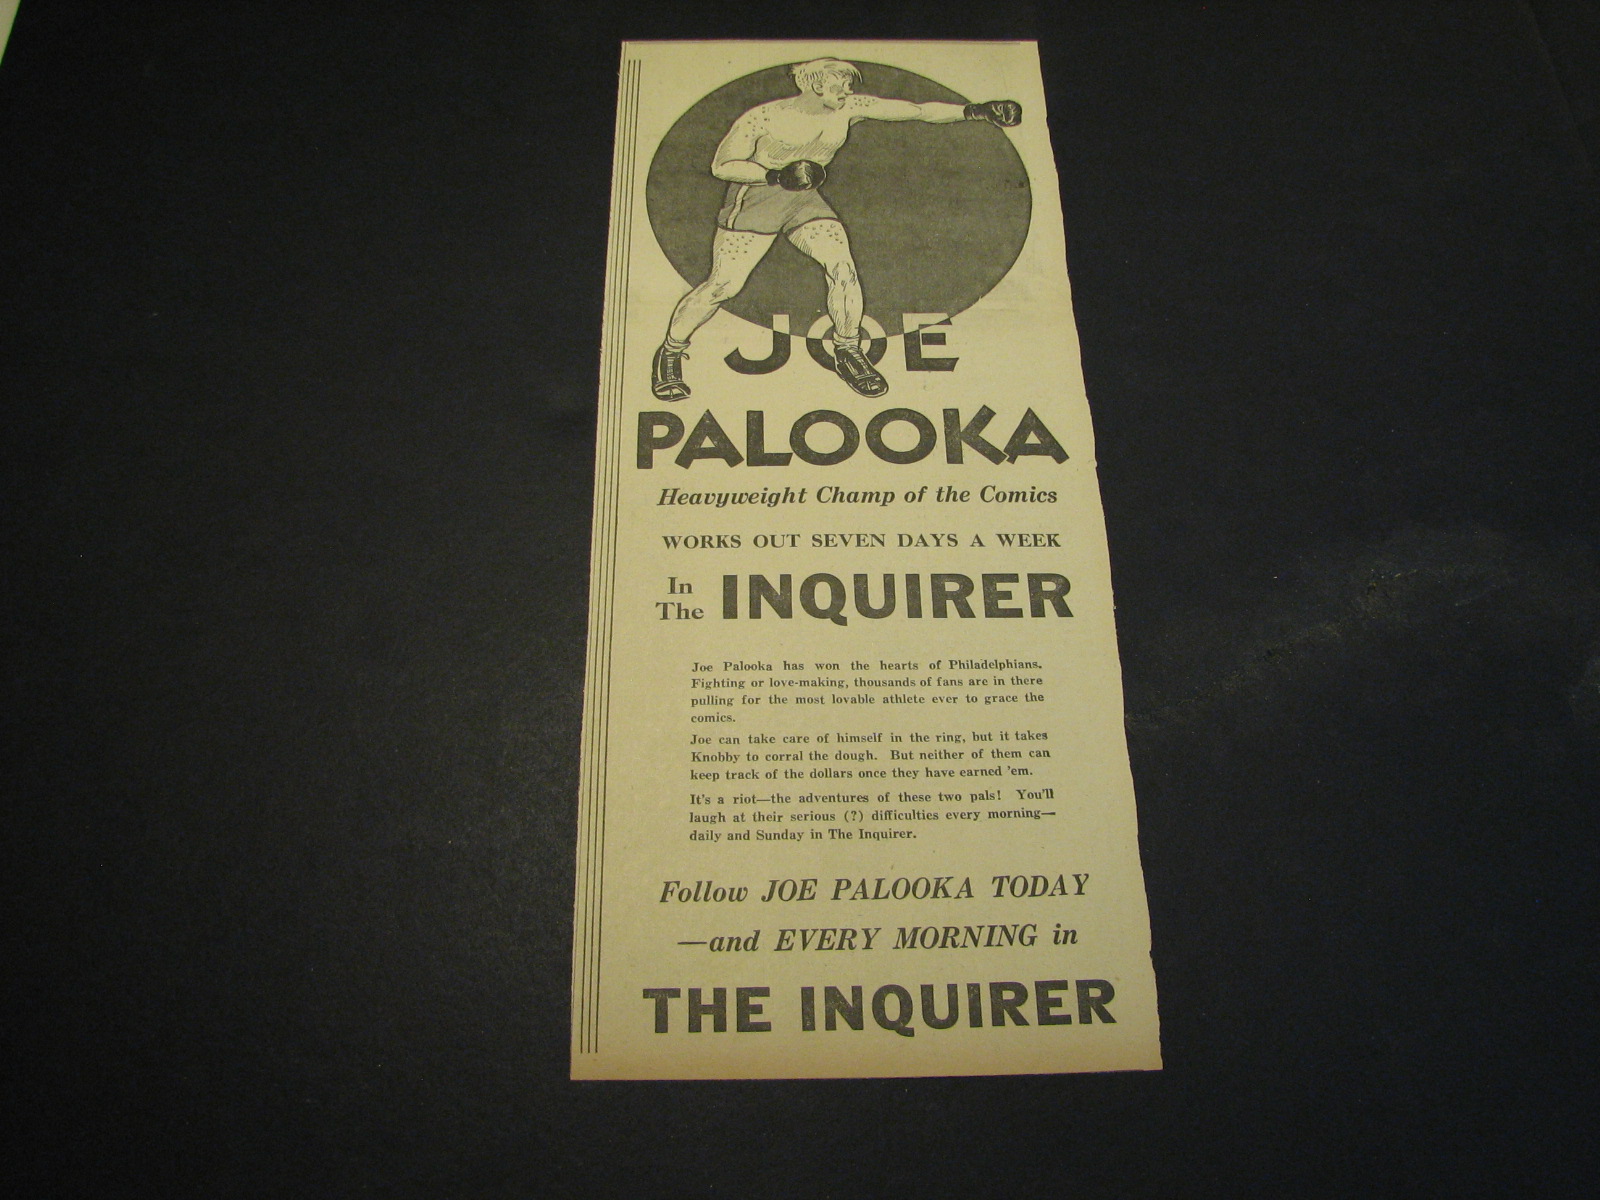 JOE
PALOOKA
Heavyweight Champ of the Comics
WORKS OUT SEVEN DAYS A WEEK
In The INQUIRER
Joe Palooka has won the hearts of Philadelphians.
Fighting or love-making, thousands of fans are in there
pulling for the most lovable athlete ever to grace the
comics.
Joe can take care of himself in the ring, but it takes
Knobby to corral the dough. But neither of them can
keep track of the dollars once they have earned 'em.
It's a riot—the adventures of these two pals! You'll
laugh at their serious (?) difficulties every morning—
daily and Sunday in The Inquirer.
Follow JOE PALOOKA TODAY
—and EVERY MORNING in
THE INQUIRER